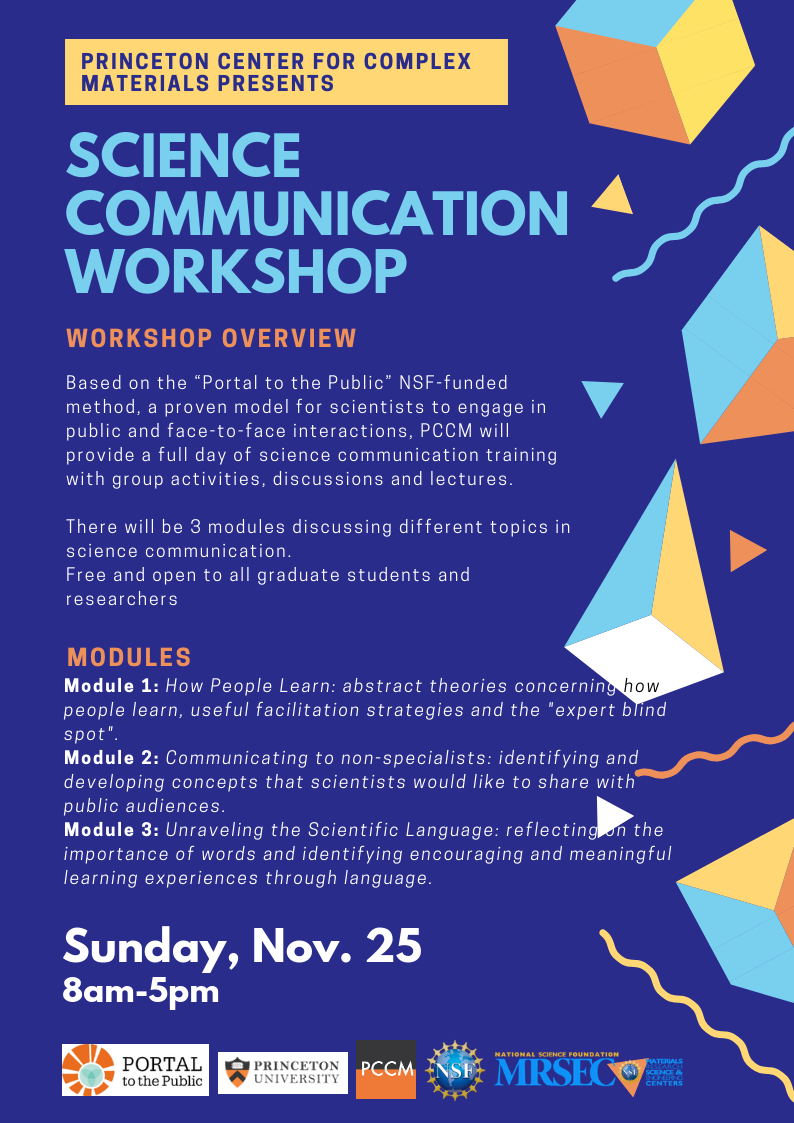 PRINCETON CENTER FOR COMPLEX
MATERIALS PRESENTS
SCIENCE
COMMUNICATION
WORKSHOP
WORKSHOP OVERVIEW
Based on the “Portal to the Public” NSF-funded
method, a proven model for scientists to engage in
public and face-to-face interactions, PCCM will
provide a full day of science communication training
with group activities, discussions and lectures.
There will be 3 modules discussing different topics in
science communication.
Free and open to all graduate students and
researchers
MODULES
Module 1: How People Learn: abstract theories concerning how
people learn, useful facilitation strategies and the "expert blind
spot".
Module 2: Communicating to non-specialists: identifying and
developing concepts that scientists would like to share with
public audiences.
Module 3: Unraveling the Scientific Language: reflecting on the
importance of words and identifying encouraging and meaningful
learning experiences through language.
Sunday, Nov. 25
8am-5pm
PORTAL
to the Public
PRINCETON
UNIVERSITY
PCCM
NSF
NATIONAL SCIENCE FOUNDATION
MRSEC
NSF
MATERIALS
RESEARCH
SCIENCE &
ENGINEERING
CENTERS